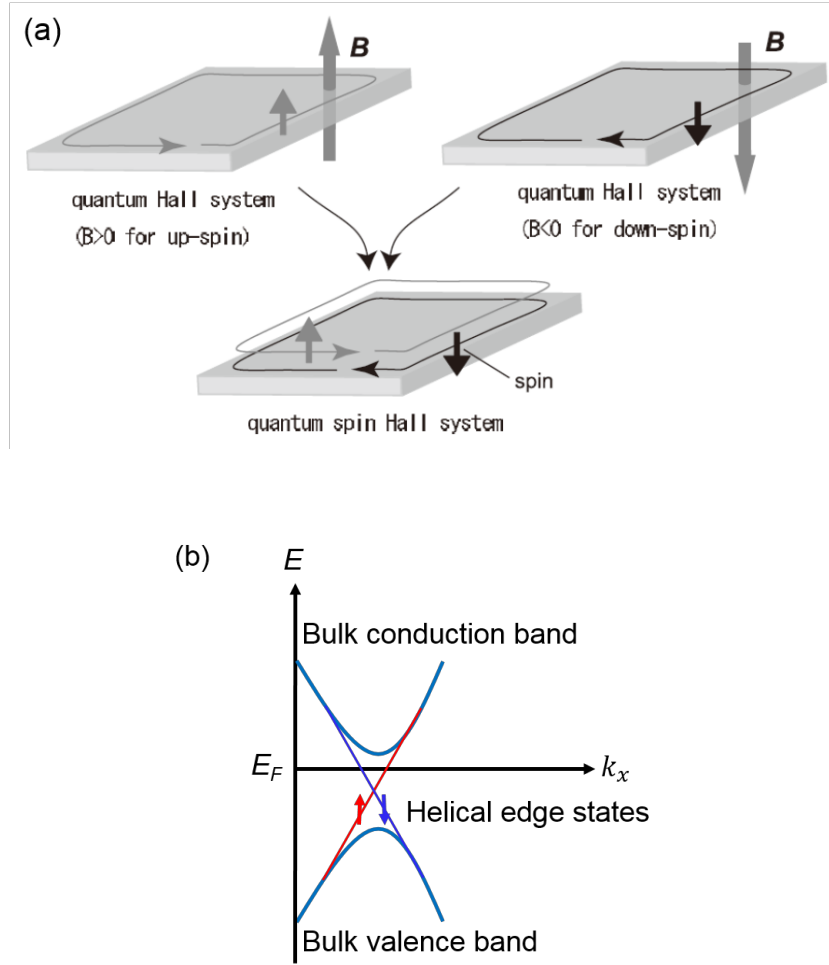 (a)
B
B
quantum Hall system
(B>0 for up-spin)
quantum Hall system
(B<0 for down-spin)
spin
quantum spin Hall system
(b)
E
Bulk conduction band
E_F
k_x
Helical edge states
Bulk valence band